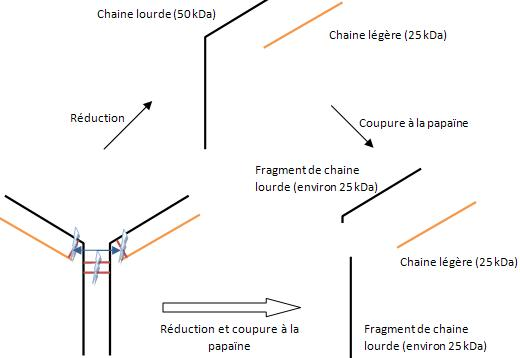 Chaine lourde (50 kDa)
Chaine légère (25 kDa)
Réduction
Coupure à la papaïne
Fragment de chaine
lourde (environ 25 kDa)
Chaine légère (25 kDa)
Réduction et coupure à la
papaïne
Fragment de chaine
lourde (environ 25 kDa)